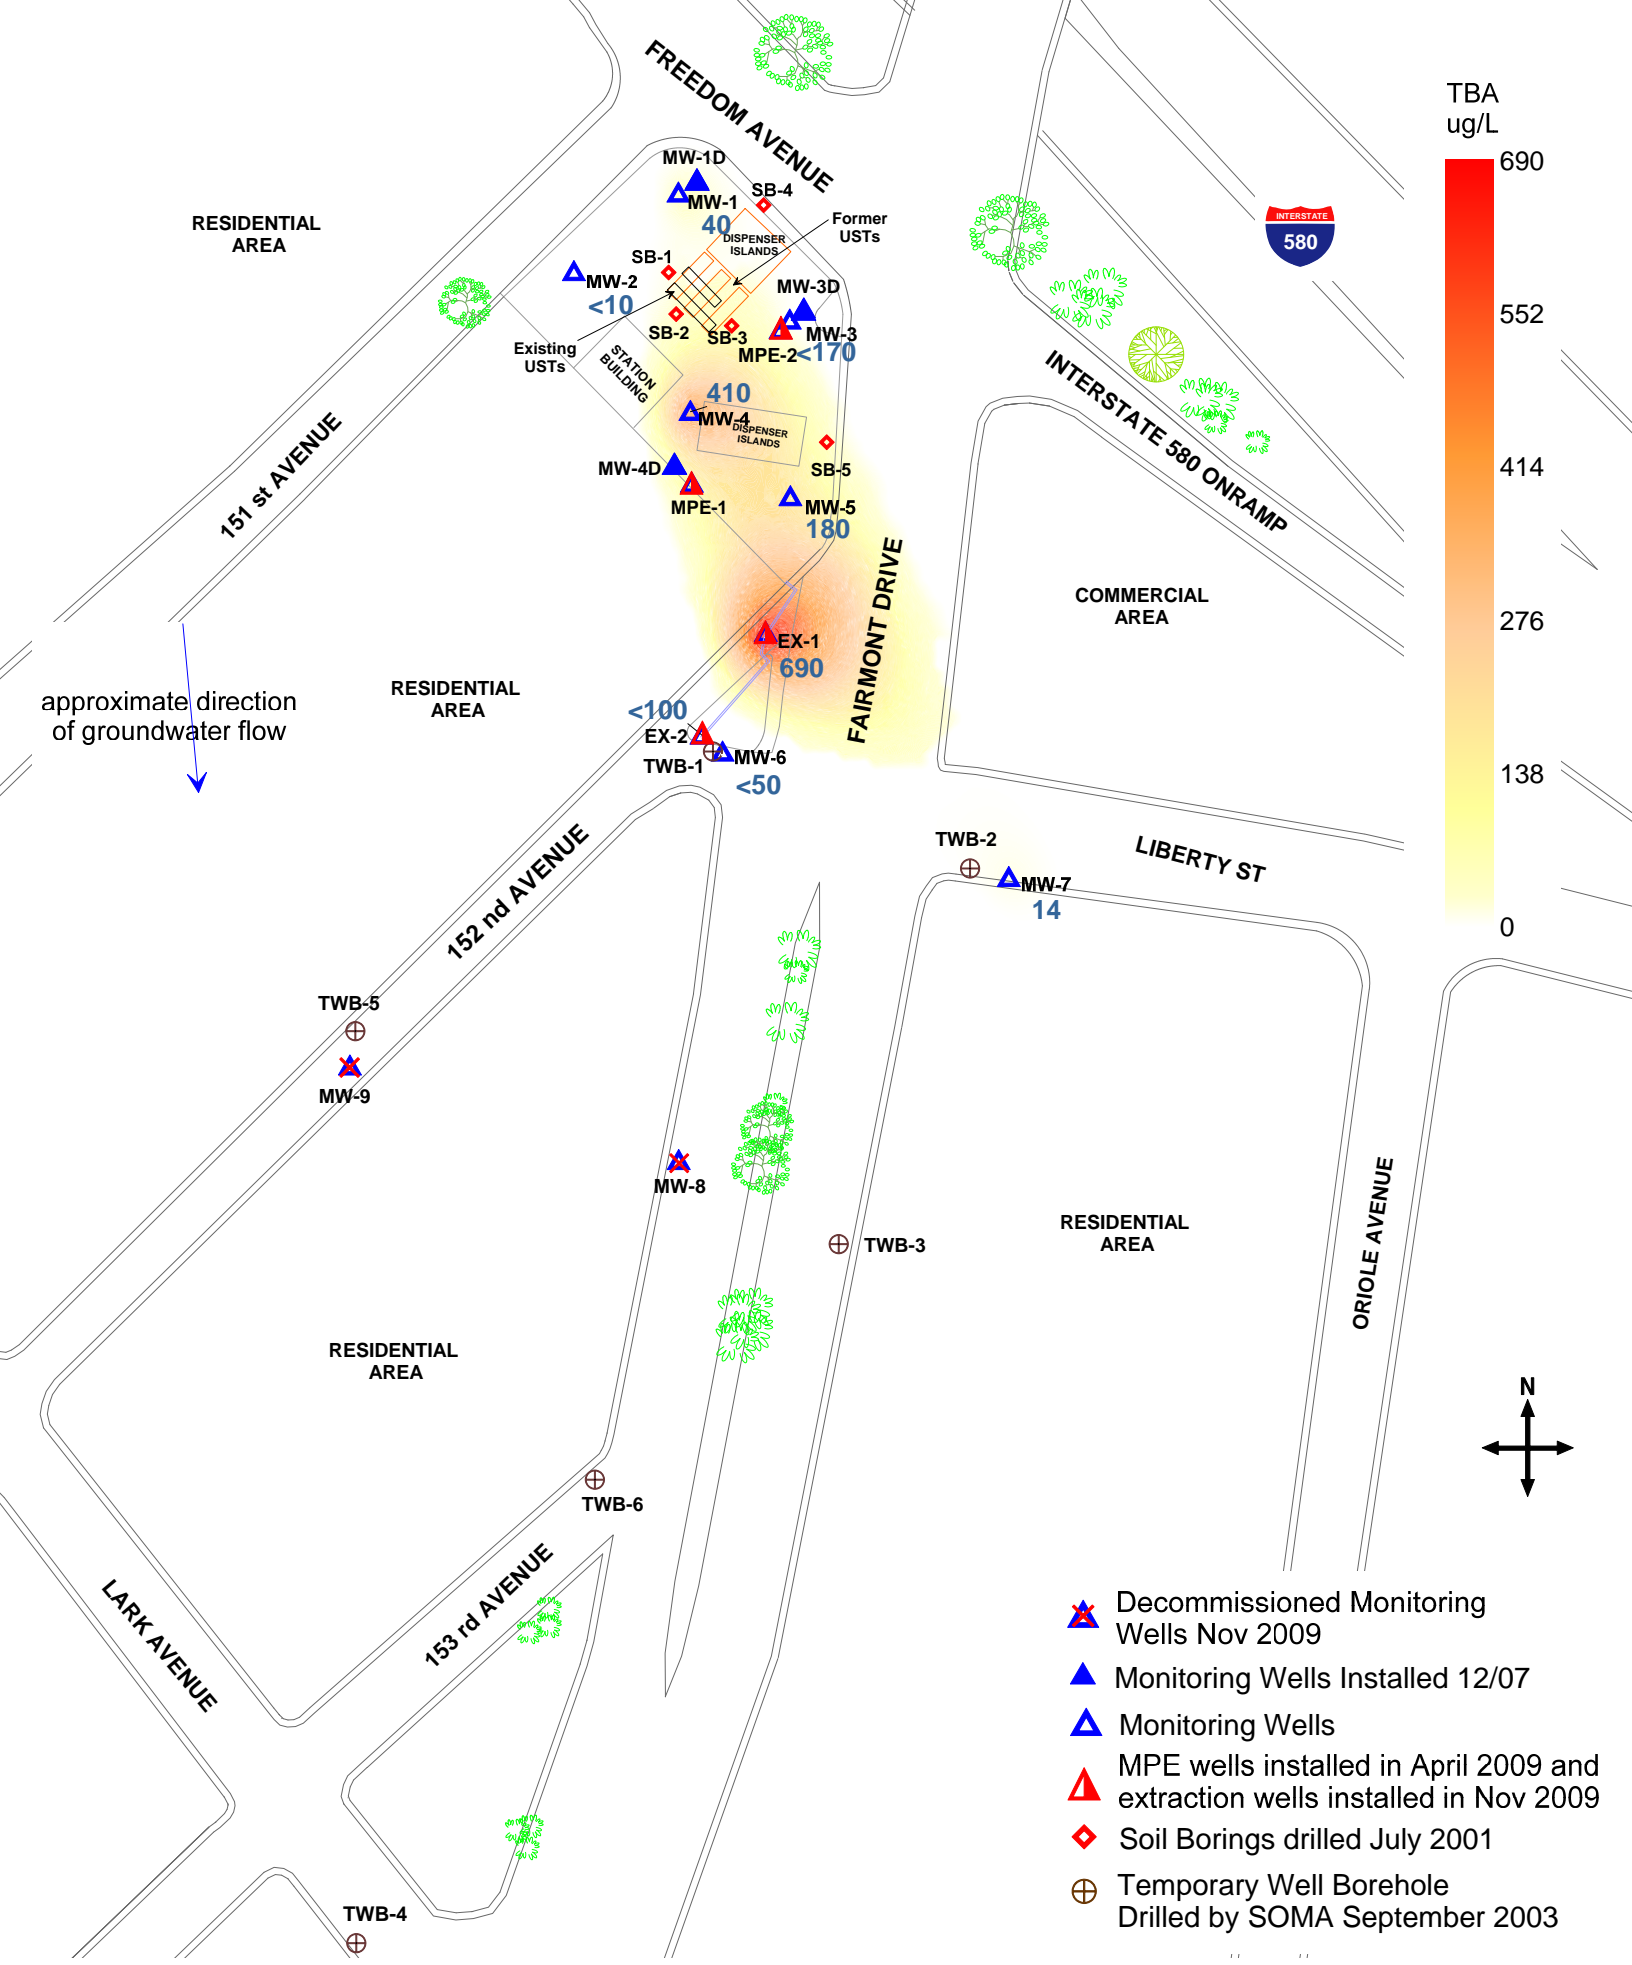 FREEDOM AVENUE
TBA
ug/L
690
552
414
276
138
0
MW-1D
MW-1
40
SB-4
Former
USTs
DISPENSER
ISLANDS
RESIDENTIAL
AREA
INTERSTATE
580
SB-1
MW-2
<10
MW-3D
SB-2
SB-3
MW-3
MPE-2
<170
Existing
USTs
STATION
BUILDING
410
MW-4
DISPENSER
ISLANDS
SB-5
MW-4D
MPE-1
MW-5
180
INTERSTATE 580 ONRAMP
151 st AVENUE
FAIRMONT DRIVE
COMMERCIAL
AREA
EX-1
690
approximate direction
of groundwater flow
RESIDENTIAL
AREA
<100
EX-2
TWB-1
MW-6
<50
152 nd AVENUE
TWB-2
MW-7
14
LIBERTY ST
TWB-5
MW-9
MW-8
TWB-3
RESIDENTIAL
AREA
ORIOLE AVENUE
RESIDENTIAL
AREA
N
TWB-6
LARK AVENUE
153 rd AVENUE
TWB-4
Decommissioned Monitoring
Wells Nov 2009
Monitoring Wells Installed 12/07
Monitoring Wells
MPE wells installed in April 2009 and
extraction wells installed in Nov 2009
Soil Borings drilled July 2001
Temporary Well Borehole
Drilled by SOMA September 2003